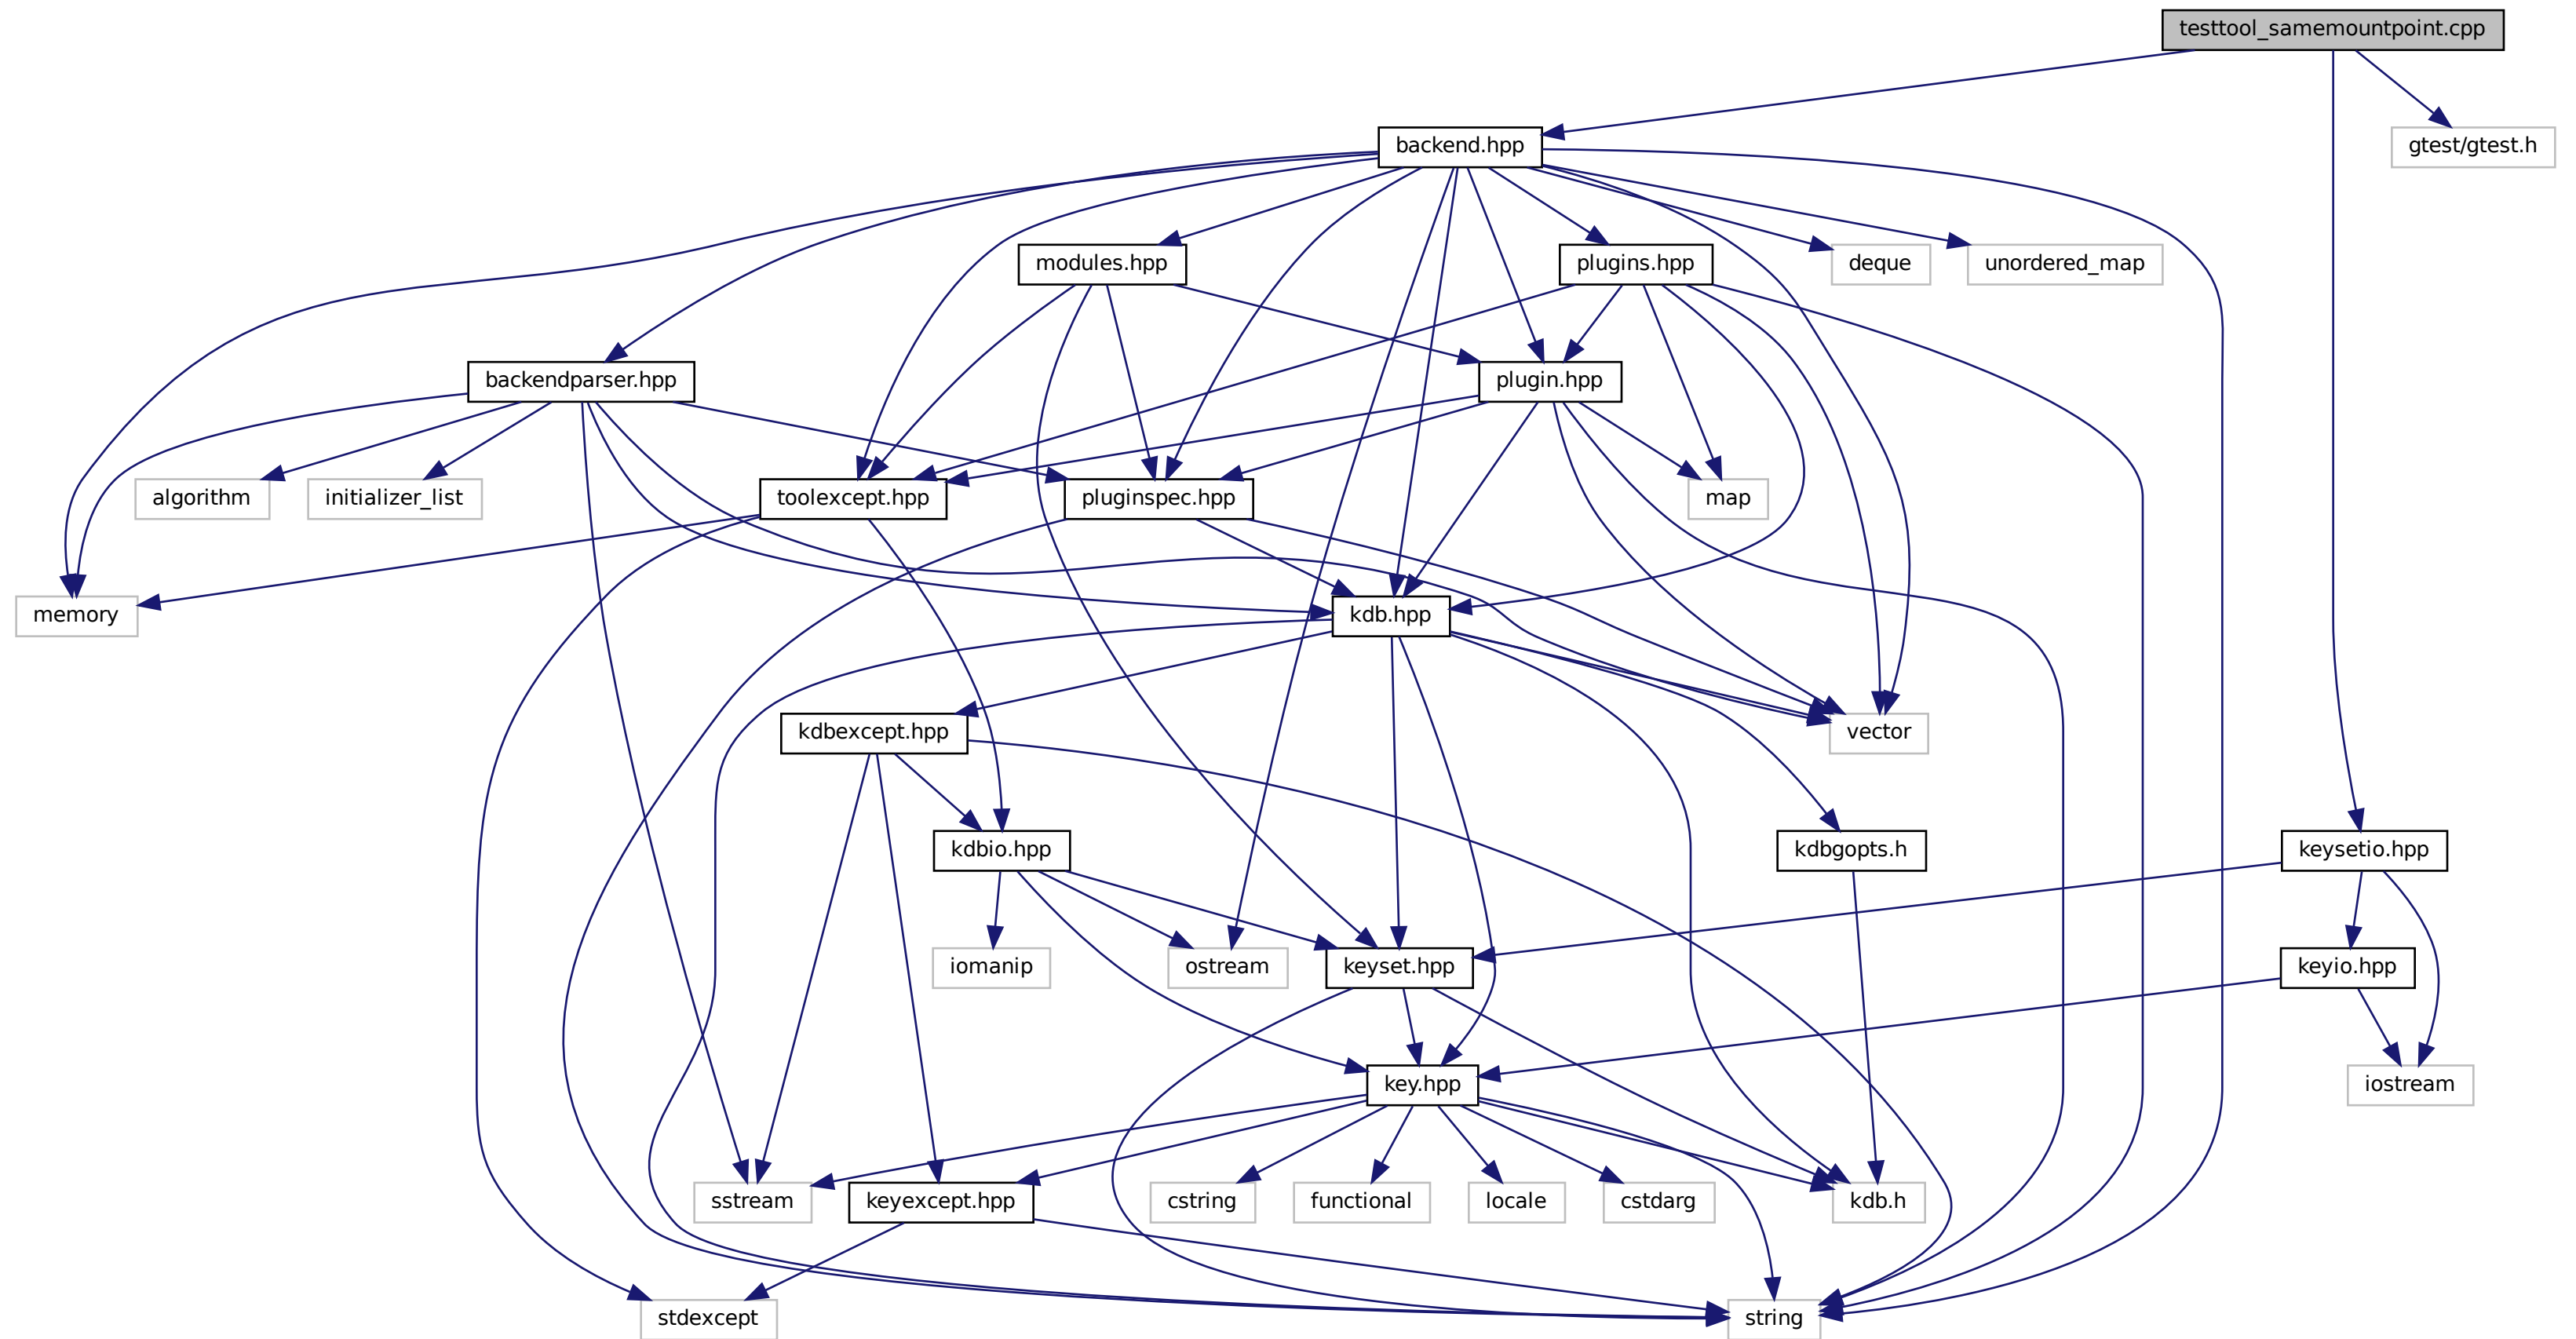 testtool_samemountpoint.cpp
backend.hpp
gtest/gtest.h
modules.hpp
plugins.hpp
deque
unordered_map
backendparser.hpp
plugin.hpp
algorithm
initializer_list
toolexcept.hpp
pluginspec.hpp
map
memory
kdb.hpp
kdbexcept.hpp
vector
kdbio.hpp
kdbgopts.h
keysetio.hpp
iomanip
ostream
keyset.hpp
keyio.hpp
key.hpp
iostream
sstream
keyexcept.hpp
cstring
functional
locale
cstdarg
kdb.h
stdexcept
string